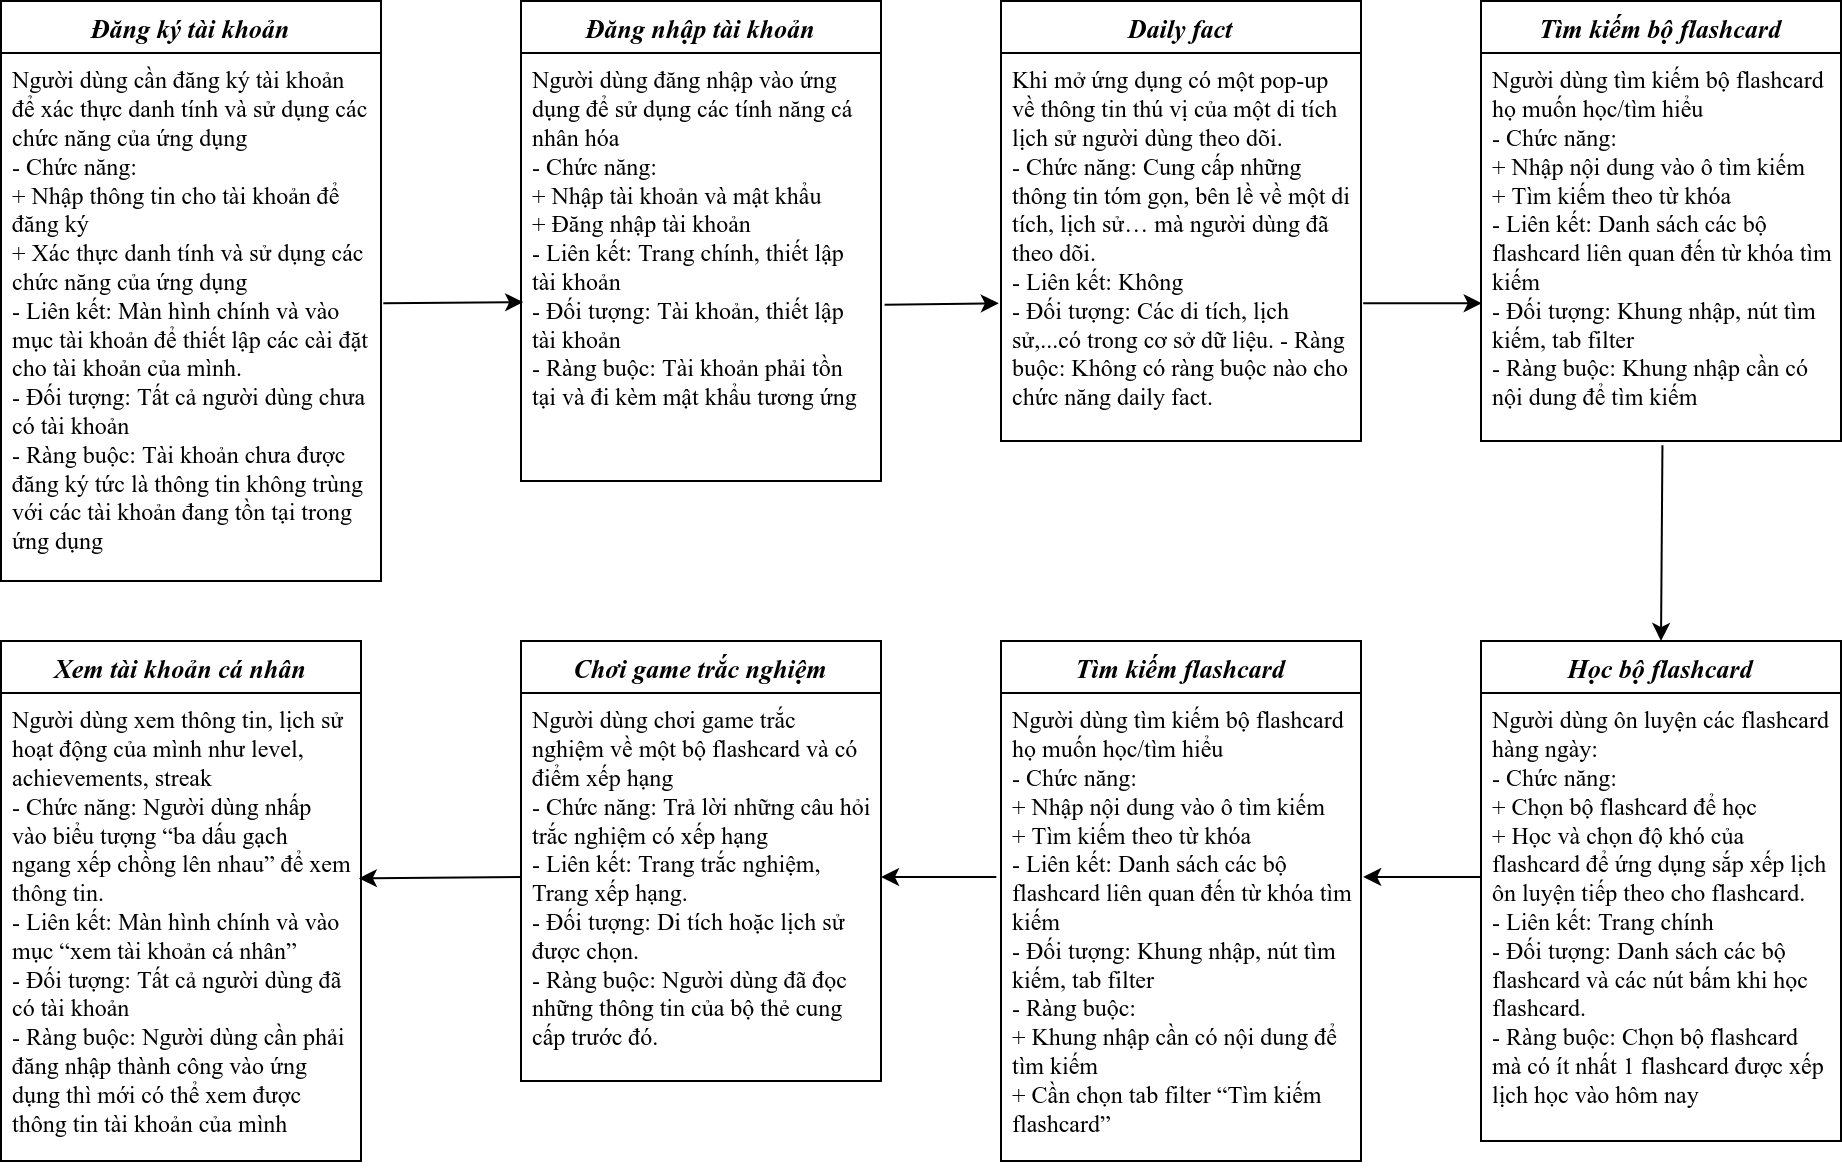 Đăng ký tài khoản
Người dùng cần đăng ký tài khoản
để xác thực danh tính và sử dụng các
chức năng của ứng dụng
- Chức năng:
+ Nhập thông tin cho tài khoản để
đăng ký
+ Xác thực danh tính và sử dụng các
chức năng của ứng dụng
- Liên kết: Màn hình chính và vào
mục tài khoản để thiết lập các cài đặt
cho tài khoản của mình.
- Đối tượng: Tất cả người dùng chưa
có tài khoản
- Ràng buộc: Tài khoản chưa được
đăng ký tức là thông tin không trùng
với các tài khoản đang tồn tại trong
ứng dụng
Đăng nhập tài khoản
Người dùng đăng nhập vào ứng
dụng để sử dụng các tính năng cá
nhân hóa
- Chức năng:
+ Nhập tài khoản và mật khẩu
+ Đăng nhập tài khoản
- Liên kết: Trang chính, thiết lập
tài khoản
- Đối tượng: Tài khoản, thiết lập
tài khoản
- Ràng buộc: Tài khoản phải tồn
tại và đi kèm mật khẩu tương ứng
Daily fact
Khi mở ứng dụng có một pop-up
về thông tin thú vị của một di tích
lịch sử người dùng theo dõi.
- Chức năng: Cung cấp những
thông tin tóm gọn, bên lề về một di
tích, lịch sử… mà người dùng đã
theo dõi.
- Liên kết: Không
- Đối tượng: Các di tích, lịch
sử,...có trong cơ sở dữ liệu. - Ràng
buộc: Không có ràng buộc nào cho
chức năng daily fact.
Tìm kiếm bộ flashcard
Người dùng tìm kiếm bộ flashcard
họ muốn học/tìm hiểu
- Chức năng:
+ Nhập nội dung vào ô tìm kiếm
+ Tìm kiếm theo từ khóa
- Liên kết: Danh sách các bộ
flashcard liên quan đến từ khóa tìm
kiếm
- Đối tượng: Khung nhập, nút tìm
kiếm, tab filter
- Ràng buộc: Khung nhập cần có
nội dung để tìm kiếm
Xem tài khoản cá nhân
Người dùng xem thông tin, lịch sử
hoạt động của mình như level,
achievements, streak
- Chức năng: Người dùng nhấp
vào biểu tượng “ba dấu gạch
ngang xếp chồng lên nhau” để xem
thông tin.
- Liên kết: Màn hình chính và vào
mục “xem tài khoản cá nhân”
- Đối tượng: Tất cả người dùng đã
có tài khoản
- Ràng buộc: Người dùng cần phải
đăng nhập thành công vào ứng
dụng thì mới có thể xem được
thông tin tài khoản của mình
Chơi game trắc nghiệm
Người dùng chơi game trắc
nghiệm về một bộ flashcard và có
điểm xếp hạng
- Chức năng: Trả lời những câu hỏi
trắc nghiệm có xếp hạng
- Liên kết: Trang trắc nghiệm,
Trang xếp hạng.
- Đối tượng: Di tích hoặc lịch sử
được chọn.
- Ràng buộc: Người dùng đã đọc
những thông tin của bộ thẻ cung
cấp trước đó.
Tìm kiếm flashcard
Người dùng tìm kiếm bộ flashcard
họ muốn học/tìm hiểu
- Chức năng:
+ Nhập nội dung vào ô tìm kiếm
+ Tìm kiếm theo từ khóa
- Liên kết: Danh sách các bộ
flashcard liên quan đến từ khóa tìm
kiếm
- Đối tượng: Khung nhập, nút tìm
kiếm, tab filter
- Ràng buộc:
+ Khung nhập cần có nội dung để
tìm kiếm
+ Cần chọn tab filter “Tìm kiếm
flashcard”
Học bộ flashcard
Người dùng ôn luyện các flashcard
hàng ngày:
- Chức năng:
+ Chọn bộ flashcard để học
+ Học và chọn độ khó của
flashcard để ứng dụng sắp xếp lịch
ôn luyện tiếp theo cho flashcard.
- Liên kết: Trang chính
- Đối tượng: Danh sách các bộ
flashcard và các nút bấm khi học
flashcard.
- Ràng buộc: Chọn bộ flashcard
mà có ít nhất 1 flashcard được xếp
lịch học vào hôm nay